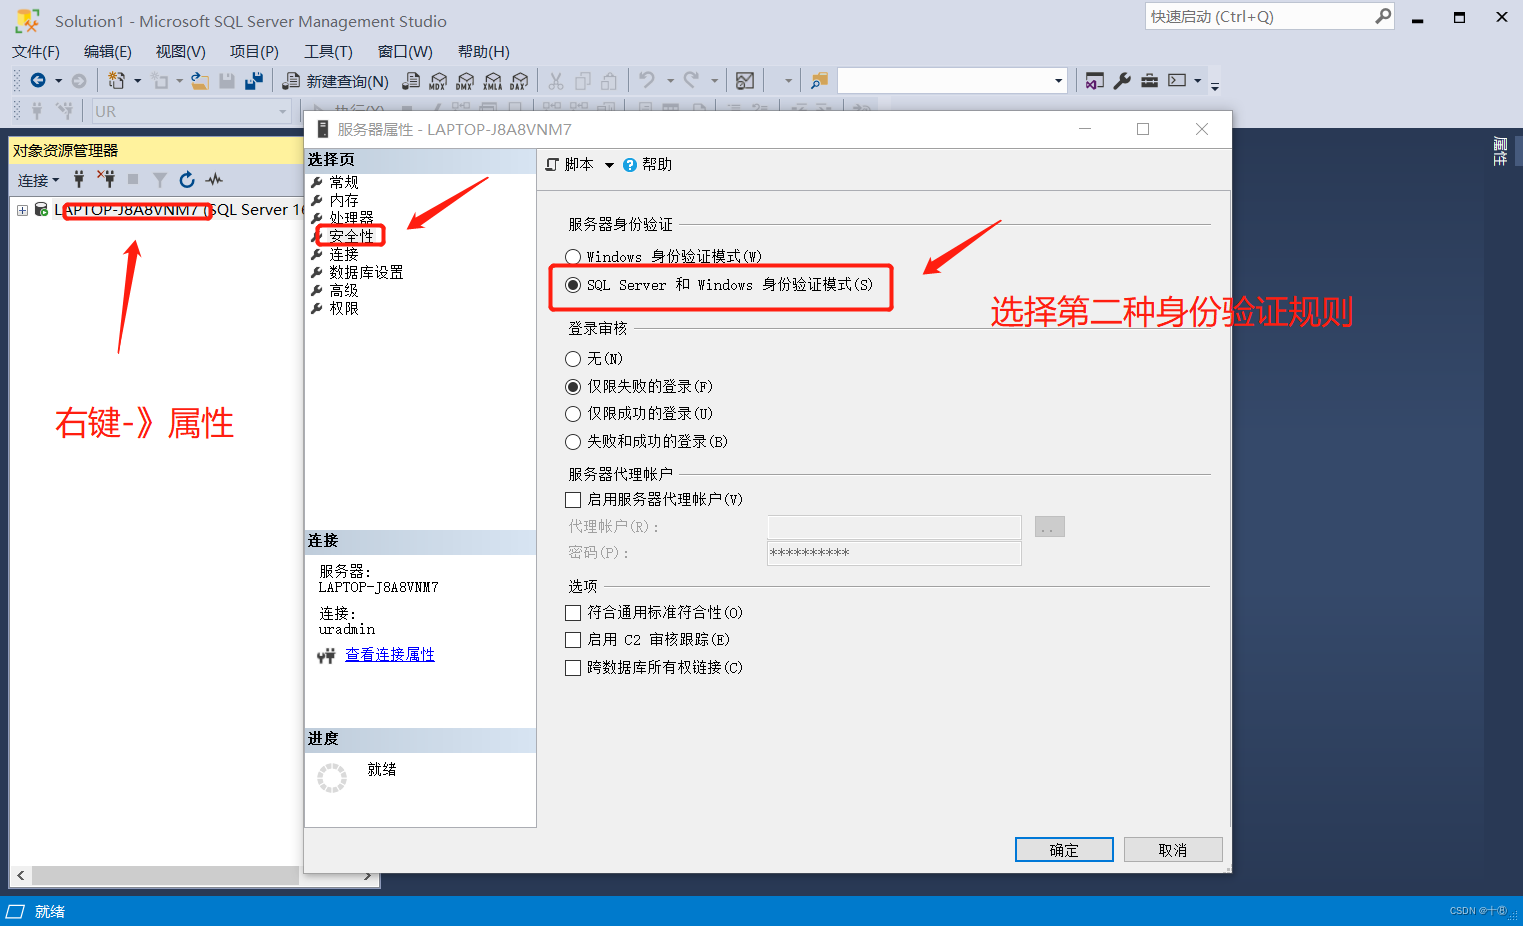 Solution1 - Microsoft SQL Server Management Studio
快速启动 (Ctrl+Q)
文件(F) 编辑(E) 视图(V) 项目(P) 工具(T) 窗口(W) 帮助(H)
新建查询(N) MDX DMX XMLA DAX
UR
服务器属性 - LAPTOP-J8A8VNM7
对象资源管理器
连接
LAPTOP-J8A8VNM7 (SQL Server 16
右键-》属性
选择页
常规
内存
处理器
安全性
连接
数据库设置
高级
权限
连接
服务器:
LAPTOP-J8A8VNM7
连接:
uradmin
查看连接属性
进度
就绪
脚本 帮助
服务器身份验证
Windows 身份验证模式(W)
SQL Server 和 Windows 身份验证模式(S)
选择第二种身份验证规则
登录审核
无(N)
仅限失败的登录(F)
仅限成功的登录(U)
失败和成功的登录(B)
服务器代理帐户
启用服务器代理帐户(V)
代理帐户(R):
..
密码(P):
**********
选项
符合通用标准符合性(O)
启用 C2 审核跟踪(E)
跨数据库所有权链接(C)
确定 取消
属性
就绪
CSDN @十⑧